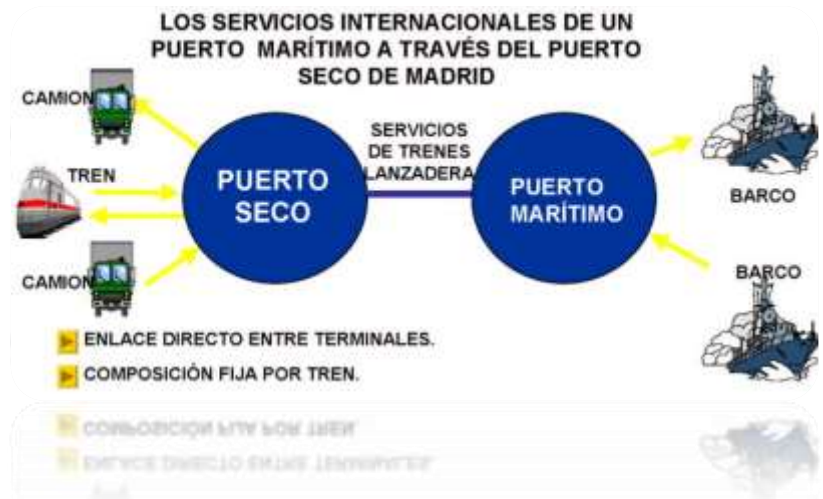 LOS SERVICIOS INTERNACIONALES DE UN
PUERTO MARÍTIMO A TRAVÉS DEL PUERTO
SECO DE MADRID
CAMION
TREN
CAMION
PUERTO
SECO
SERVICIOS
DE TRENES
LANZADERA
PUERTO
MARÍTIMO
BARCO
BARCO
ENLACE DIRECTO ENTRE TERMINALES.
COMPOSICIÓN FIJA POR TREN.